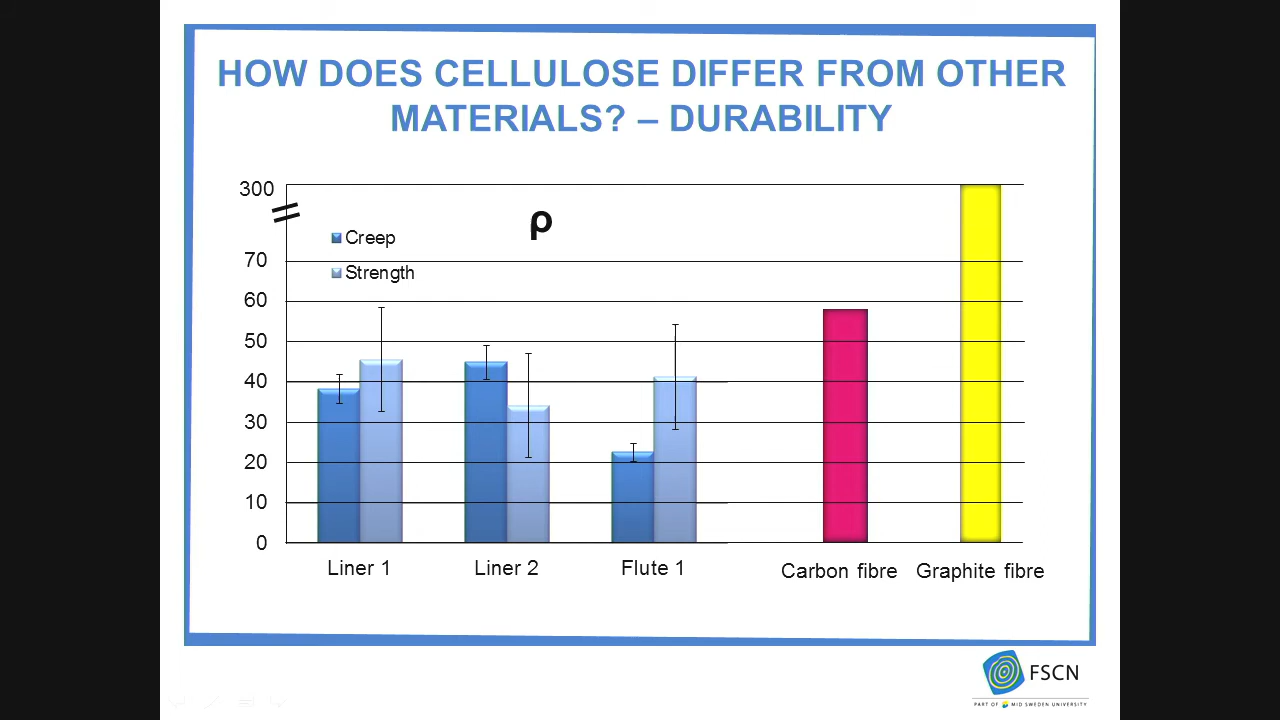 HOW DOES CELLULOSE DIFFER FROM OTHER
MATERIALS? – DURABILITY
300
ρ
Creep
70
Strength
60
50
40
30
20
10
0
Liner 1
Liner 2
Flute 1
Carbon fibre
Graphite fibre
FSCN
PART OF MID SWEDEN UNIVERSITY